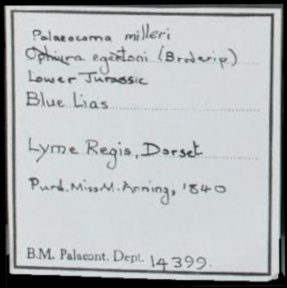 Palaeocoma milleri
Ophiura egertoni (Broderip)
Lower Jurassic
Blue Lias
Lyme Regis, Dorset
Purd. Miss M. Anning, 1840
B.M. Palaeont. Dept. 14399.